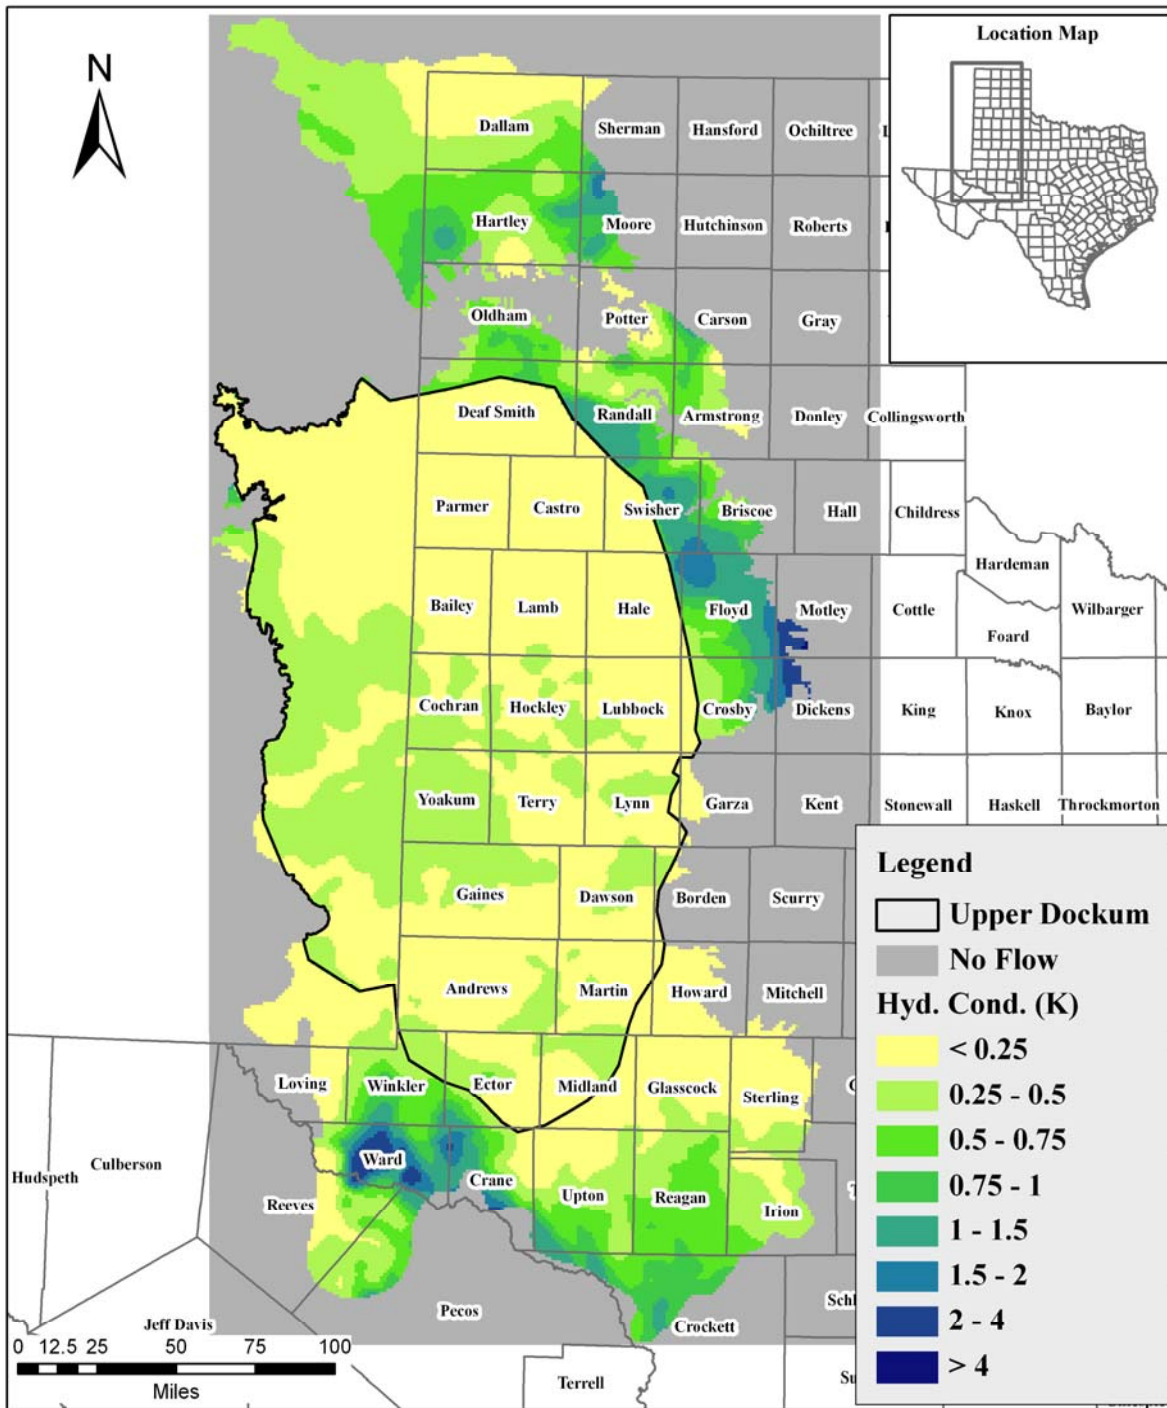 Location Map
N
Dallam
Sherman
Hansford
Ochiltree
Hartley
Moore
Hutchinson
Roberts
Oldham
Potter
Carson
Gray
Deaf Smith
Randall
Armstrong
Donley
Collingsworth
Parmer
Castro
Swisher
Briscoe
Hall
Childress
Hardeman
Bailey
Lamb
Hale
Floyd
Motley
Cottle
Foard
Wilbarger
Cochran
Hockley
Lubbock
Crosby
Dickens
King
Knox
Baylor
Yoakum
Terry
Lynn
Garza
Kent
Stonewall
Haskell
Throckmorton
Gaines
Dawson
Borden
Scurry
Andrews
Martin
Howard
Mitchell
Loving
Winkler
Ector
Midland
Glasscock
Sterling
Hudspeth
Culberson
Ward
Crane
Reeves
Upton
Reagan
Irion
Pecos
Jeff Davis
Crockett
Schl
Terrell
Su
Legend
Upper Dockum
No Flow
Hyd. Cond. (K)
< 0.25
0.25 - 0.5
0.5 - 0.75
0.75 - 1
1 - 1.5
1.5 - 2
2 - 4
> 4
0 12.5 25 50 75 100
Miles